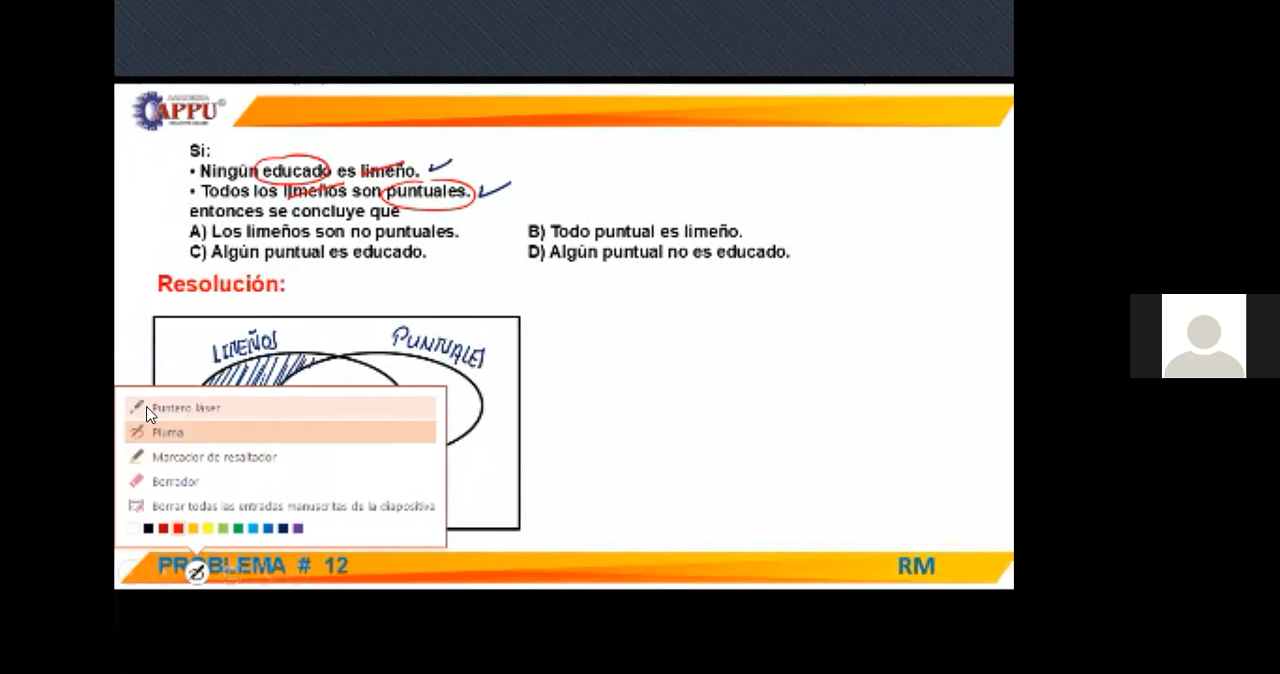 APPU
Si:
• Ningún educado es limeño.
• Todos los limeños son puntuales.
entonces se concluye que
A) Los limeños son no puntuales. B) Todo puntual es limeño.
C) Algún puntual es educado. D) Algún puntual no es educado.
Resolución:
LIMEÑOS PUNTUALES
Puntero láser
Pluma
Marcador de resaltador
Borrador
Borrar todas las entradas manuscritas de la diapositiva
PROBLEMA # 12 RM